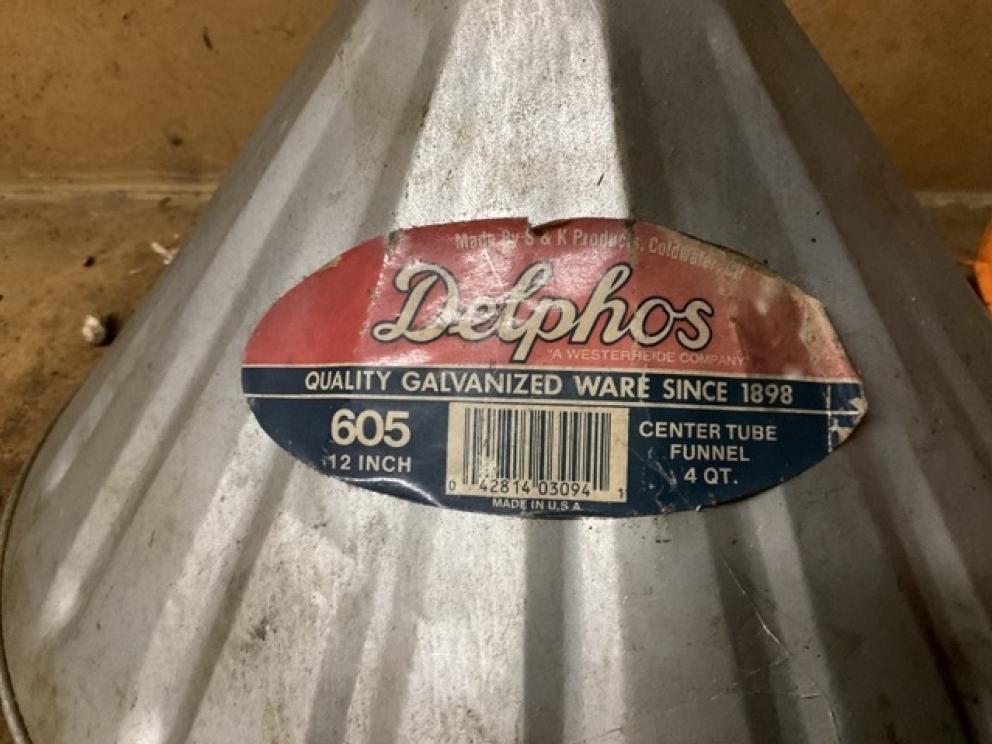 Made By S & K Products, Coldwater, OH
Delphos
"A WESTERHEIDE COMPANY"
QUALITY GALVANIZED WARE SINCE 1898
605
12 INCH
CENTER TUBE
FUNNEL
4 QT.
0 42814 03094 1
MADE IN U.S.A.